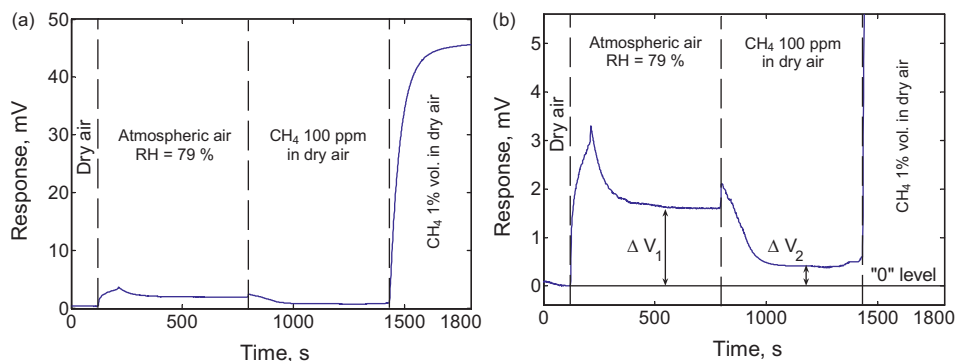 (a)
50
40
30
20
10
0
Response, mV
Dry air
Atmospheric air
RH = 79 %
CH₄ 100 ppm
in dry air
CH₄ 1% vol. in dry air
0 500 1000 1500 1800
Time, s
(b)
5
4
3
2
1
0
Response, mV
Dry air
Atmospheric air
RH = 79 %
CH₄ 100 ppm
in dry air
CH₄ 1% vol. in dry air
Δ V₁
Δ V₂
"0" level
0 500 1000 1500 1800
Time, s